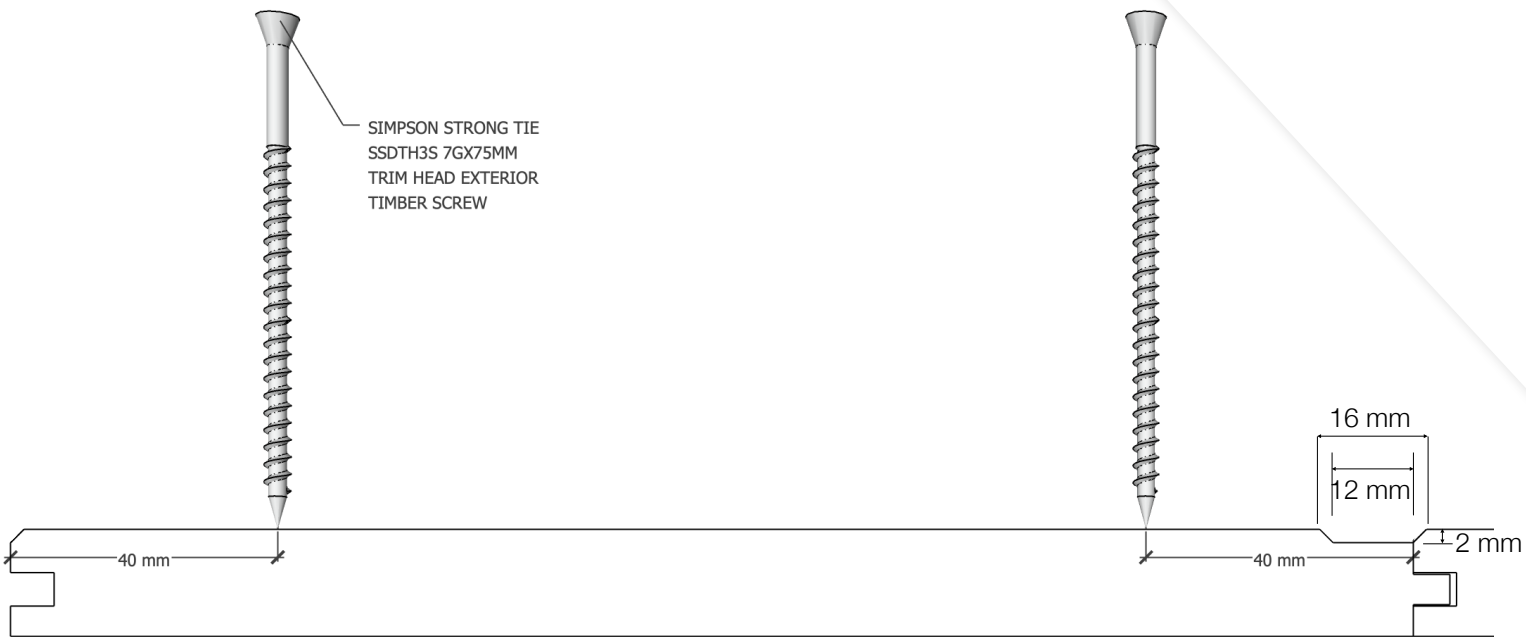 SIMPSON STRONG TIE
SSDTH3S 7GX75MM
TRIM HEAD EXTERIOR
TIMBER SCREW
16 mm
12 mm
2 mm
40 mm
40 mm